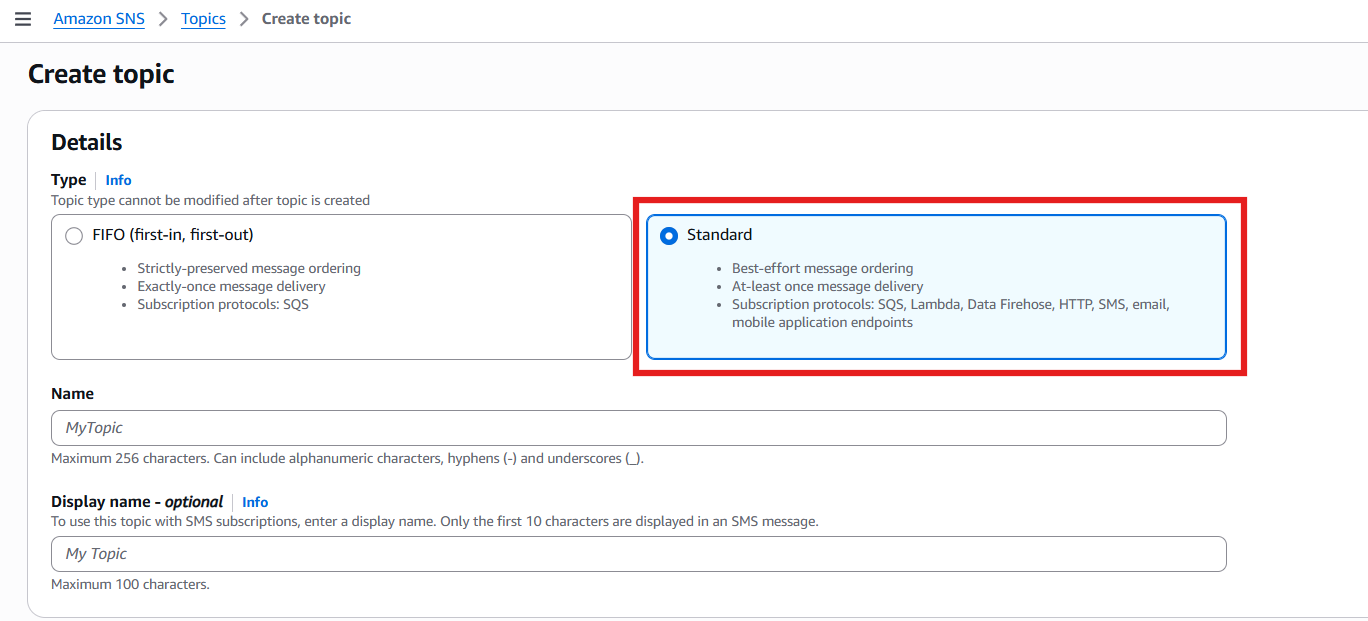 Amazon SNS > Topics > Create topic
Create topic
Details
Type Info
Topic type cannot be modified after topic is created
FIFO (first-in, first-out)
• Strictly-preserved message ordering
• Exactly-once message delivery
• Subscription protocols: SQS
Standard
• Best-effort message ordering
• At-least once message delivery
• Subscription protocols: SQS, Lambda, Data Firehose, HTTP, SMS, email,
mobile application endpoints
Name
MyTopic
Maximum 256 characters. Can include alphanumeric characters, hyphens (-) and underscores (_).
Display name - optional Info
To use this topic with SMS subscriptions, enter a display name. Only the first 10 characters are displayed in an SMS message.
My Topic
Maximum 100 characters.